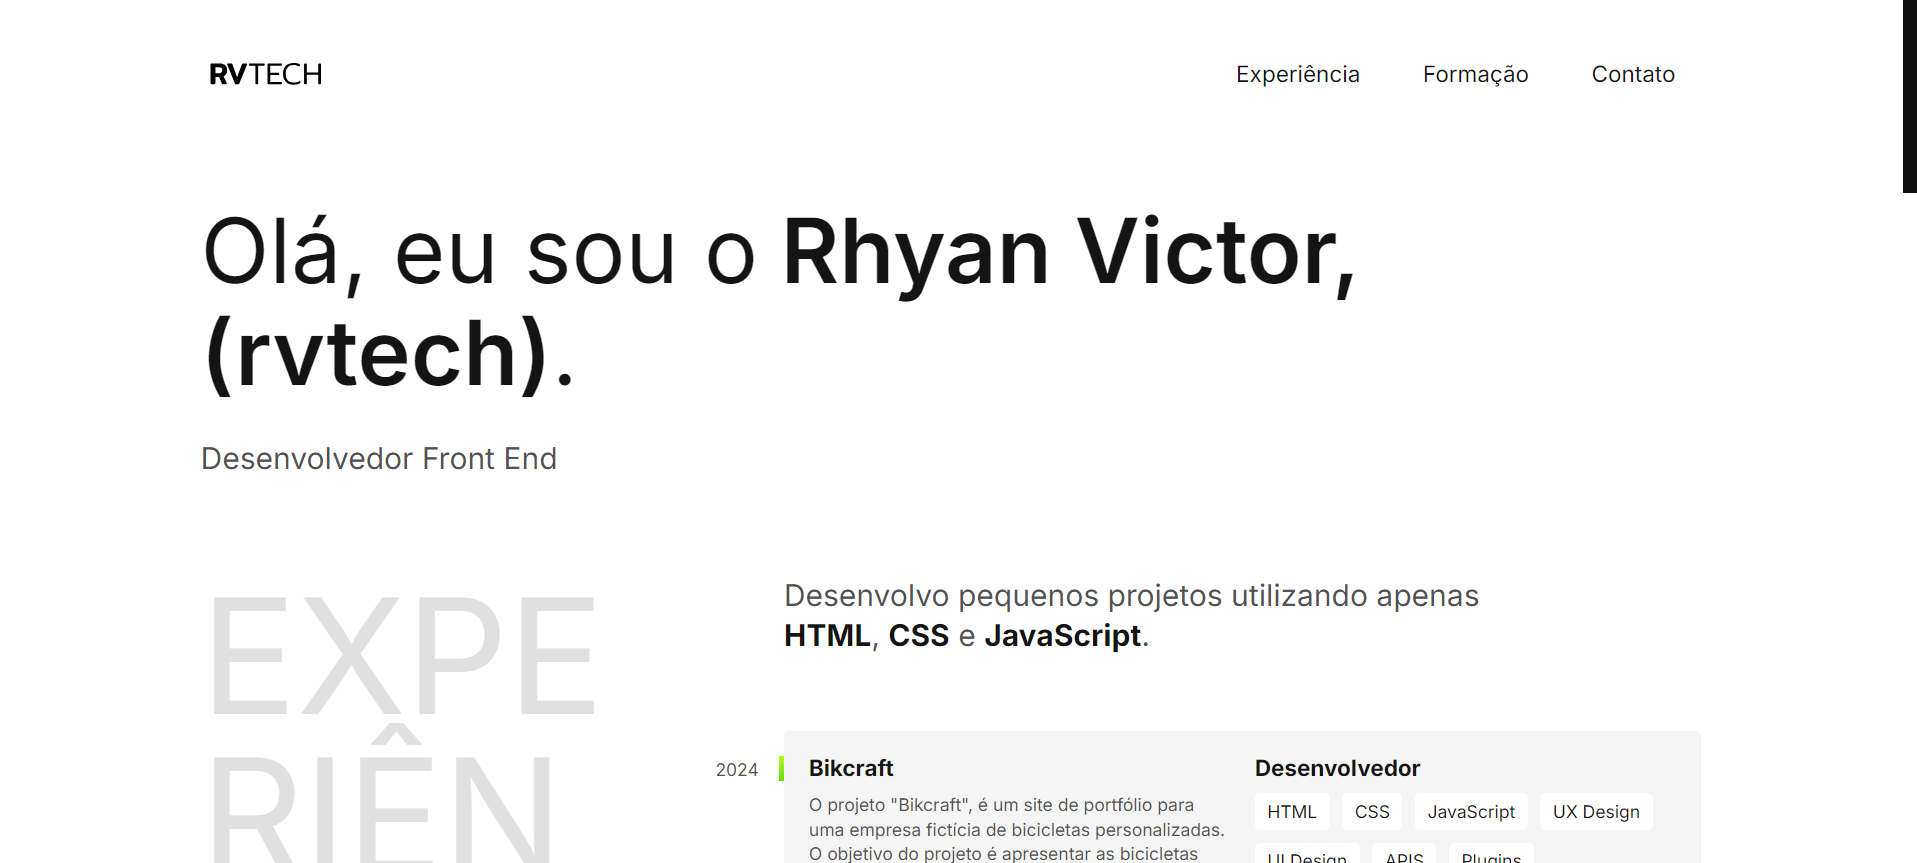 RVTECH
Experiência
Formação
Contato
Olá, eu sou o Rhyan Victor,
(rvtech).
Desenvolvedor Front End
EXPE
RIÊN
Desenvolvo pequenos projetos utilizando apenas
HTML, CSS e JavaScript.
2024
Bikcraft
O projeto "Bikcraft", é um site de portfólio para
uma empresa fictícia de bicicletas personalizadas.
O objetivo do projeto é apresentar as bicicletas
Desenvolvedor
HTML
CSS
JavaScript
UX Design
UI Design
APIS
Plugins